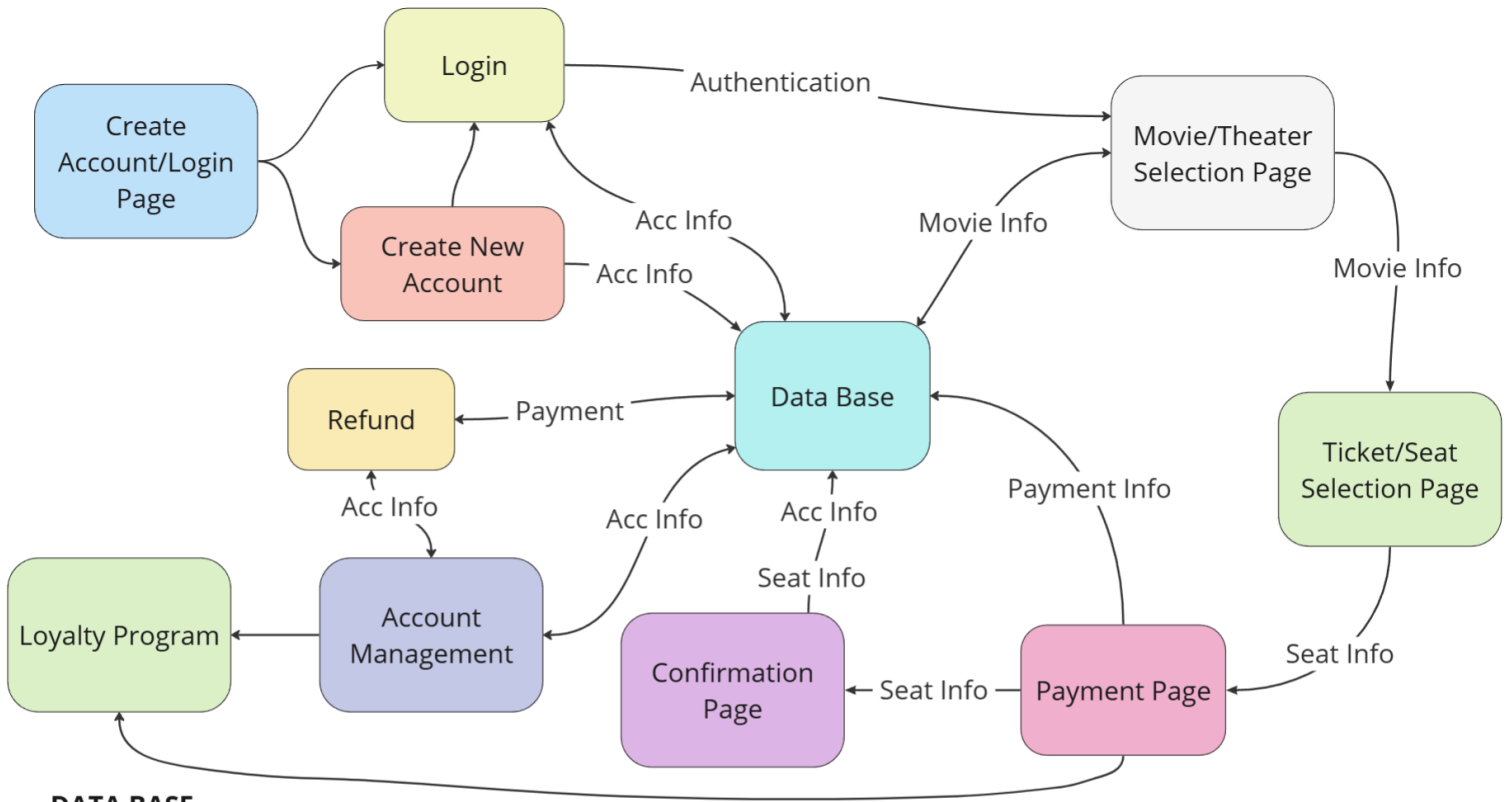 Login
Authentication
Create
Account/Login
Page
Movie/Theater
Selection Page
Acc Info
Movie Info
Create New
Account
Acc Info
Movie Info
Data Base
Refund
Payment
Ticket/Seat
Selection Page
Payment Info
Acc Info
Acc Info
Acc Info
Seat Info
Loyalty Program
Account
Management
Seat Info
Confirmation
Page
Seat Info
Payment Page
DATA BASE